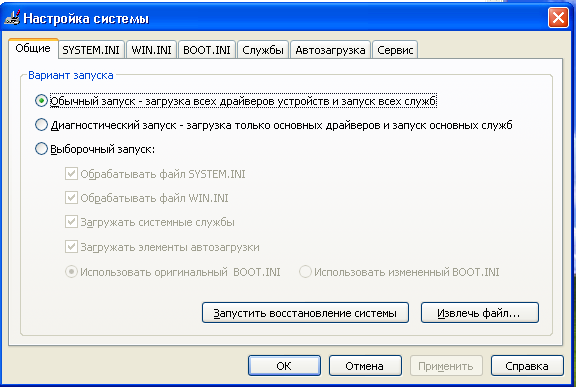 Настройка системы
Общие SYSTEM.INI WIN.INI BOOT.INI Службы Автозагрузка Сервис
Вариант запуска
Обычный запуск - загрузка всех драйверов устройств и запуск всех служб
Диагностический запуск - загрузка только основных драйверов и запуск основных служб
Выборочный запуск:
Обрабатывать файл SYSTEM.INI
Обрабатывать файл WIN.INI
Загружать системные службы
Загружать элементы автозагрузки
Использовать оригинальный BOOT.INI Использовать измененный BOOT.INI
Запустить восстановление системы Извлечь файл...
OK Отмена Применить Справка